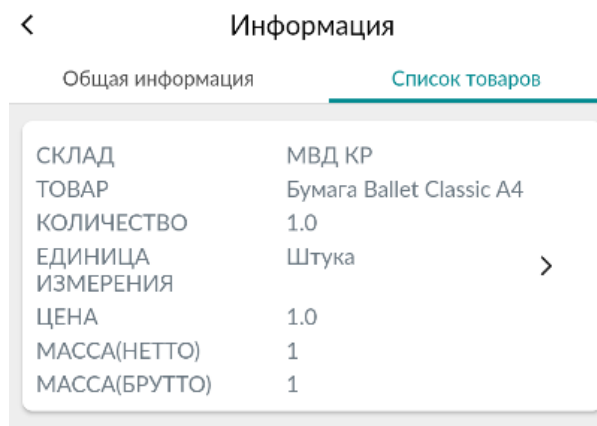 Информация
Общая информация Список товаров
СКЛАД МВД КР
ТОВАР Бумага Ballet Classic A4
КОЛИЧЕСТВО 1.0
ЕДИНИЦА Штука
ИЗМЕРЕНИЯ
ЦЕНА 1.0
МАССА(НЕТТО) 1
МАССА(БРУТТО) 1